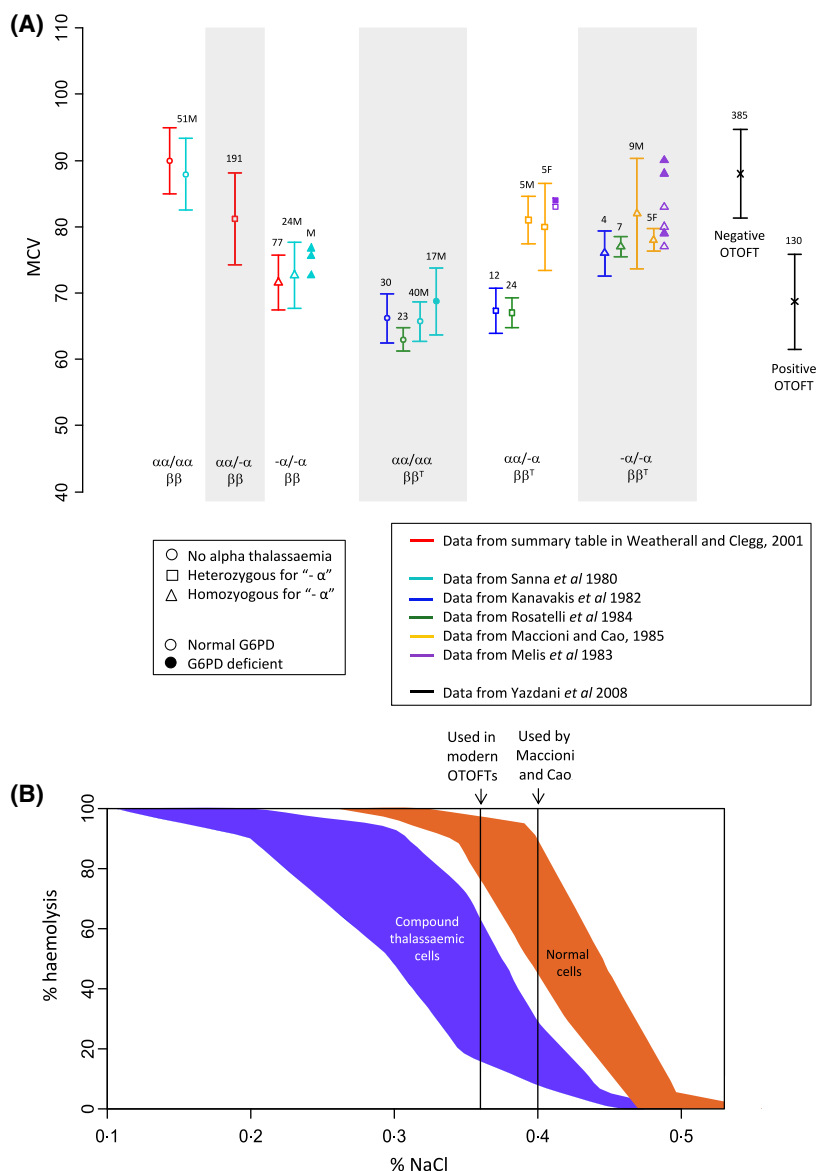 (A)
110
100
90
80
70
60
50
40
MCV
51M
191
77
24M
M
30
23
40M
17M
12
24
5M
5F
4
7
9M
5F
385
Negative
OTOFT
130
Positive
OTOFT
αα/αα
ββ
αα/-α
ββ
-α/-α
ββ
αα/αα
ββᵀ
αα/-α
ββᵀ
-α/-α
ββᵀ
No alpha thalassaemia
Heterozygous for “- α”
Homozyogous for “- α”
Normal G6PD
G6PD deficient
Data from summary table in Weatherall and Clegg, 2001
Data from Sanna et al 1980
Data from Kanavakis et al 1982
Data from Rosatelli et al 1984
Data from Maccioni and Cao, 1985
Data from Melis et al 1983
Data from Yazdani et al 2008
Used in
modern
OTOFTs
Used by
Maccioni
and Cao
(B)
100
80
60
40
20
0
% haemolysis
Compound
thalassaemic
cells
Normal
cells
0·1
0·2
0·3
0·4
0·5
% NaCl